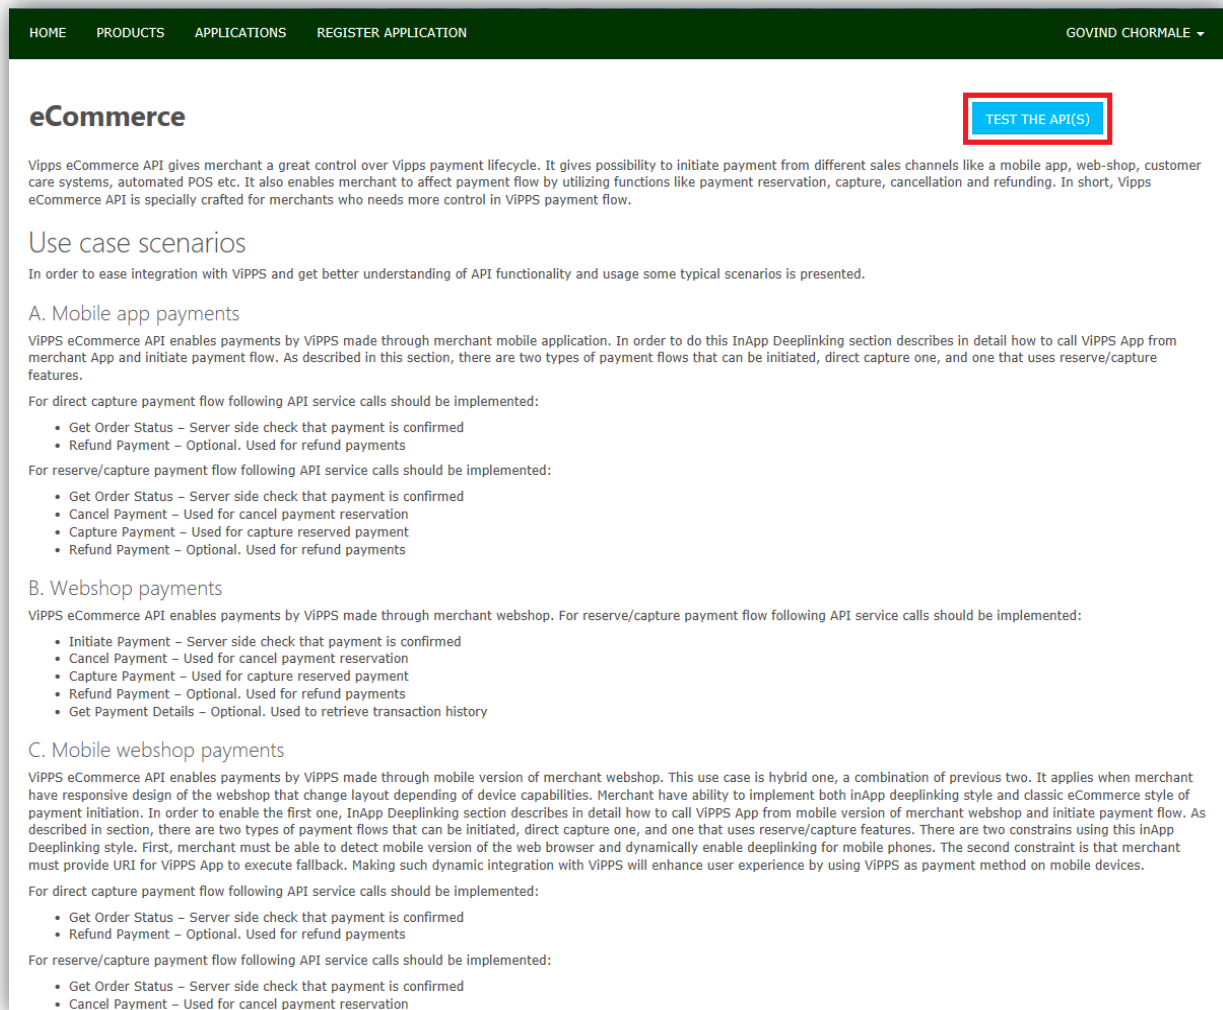 HOME PRODUCTS APPLICATIONS REGISTER APPLICATION GOVIND CHORMALE
eCommerce
TEST THE API(S)
Vipps eCommerce API gives merchant a great control over Vipps payment lifecycle. It gives possibility to initiate payment from different sales channels like a mobile app, web-shop, customer
care systems, automated POS etc. It also enables merchant to affect payment flow by utilizing functions like payment reservation, capture, cancellation and refunding. In short, Vipps
eCommerce API is specially crafted for merchants who needs more control in ViPPS payment flow.
Use case scenarios
In order to ease integration with ViPPS and get better understanding of API functionality and usage some typical scenarios is presented.
A. Mobile app payments
ViPPS eCommerce API enables payments by ViPPS made through merchant mobile application. In order to do this InApp Deeplinking section describes in detail how to call ViPPS App from
merchant App and initiate payment flow. As described in this section, there are two types of payment flows that can be initiated, direct capture one, and one that uses reserve/capture
features.
For direct capture payment flow following API service calls should be implemented:
• Get Order Status – Server side check that payment is confirmed
• Refund Payment – Optional. Used for refund payments
For reserve/capture payment flow following API service calls should be implemented:
• Get Order Status – Server side check that payment is confirmed
• Cancel Payment – Used for cancel payment reservation
• Capture Payment – Used for capture reserved payment
• Refund Payment – Optional. Used for refund payments
B. Webshop payments
ViPPS eCommerce API enables payments by ViPPS made through merchant webshop. For reserve/capture payment flow following API service calls should be implemented:
• Initiate Payment – Server side check that payment is confirmed
• Cancel Payment – Used for cancel payment reservation
• Capture Payment – Used for capture reserved payment
• Refund Payment – Optional. Used for refund payments
• Get Payment Details – Optional. Used to retrieve transaction history
C. Mobile webshop payments
ViPPS eCommerce API enables payments by ViPPS made through mobile version of merchant webshop. This use case is hybrid one, a combination of previous two. It applies when merchant
have responsive design of the webshop that change layout depending of device capabilities. Merchant have ability to implement both inApp deeplinking style and classic eCommerce style of
payment initiation. In order to enable the first one, InApp Deeplinking section describes in detail how to call ViPPS App from mobile version of merchant webshop and initiate payment flow. As
described in section, there are two types of payment flows that can be initiated, direct capture one, and one that uses reserve/capture features. There are two constrains using this inApp
Deeplinking style. First, merchant must be able to detect mobile version of the web browser and dynamically enable deeplinking for mobile phones. The second constraint is that merchant
must provide URI for ViPPS App to execute fallback. Making such dynamic integration with ViPPS will enhance user experience by using ViPPS as payment method on mobile devices.
For direct capture payment flow following API service calls should be implemented:
• Get Order Status – Server side check that payment is confirmed
• Refund Payment – Optional. Used for refund payments
For reserve/capture payment flow following API service calls should be implemented:
• Get Order Status – Server side check that payment is confirmed
• Cancel Payment – Used for cancel payment reservation